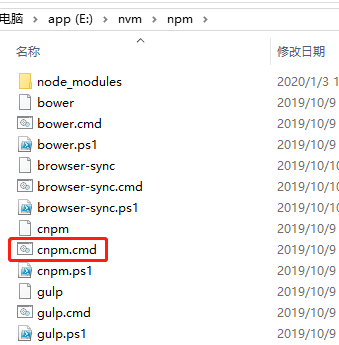 电脑 › app (E:) › nvm › npm ›
名称 修改日期
node_modules 2020/1/3 1
bower 2019/10/9
bower.cmd 2019/10/9
bower.ps1 2019/10/9
browser-sync 2019/10/10
browser-sync.cmd 2019/10/10
browser-sync.ps1 2019/10/10
cnpm 2019/10/9
cnpm.cmd 2019/10/9
cnpm.ps1 2019/10/9
gulp 2019/10/9
gulp.cmd 2019/10/9
gulp.ps1 2019/10/9